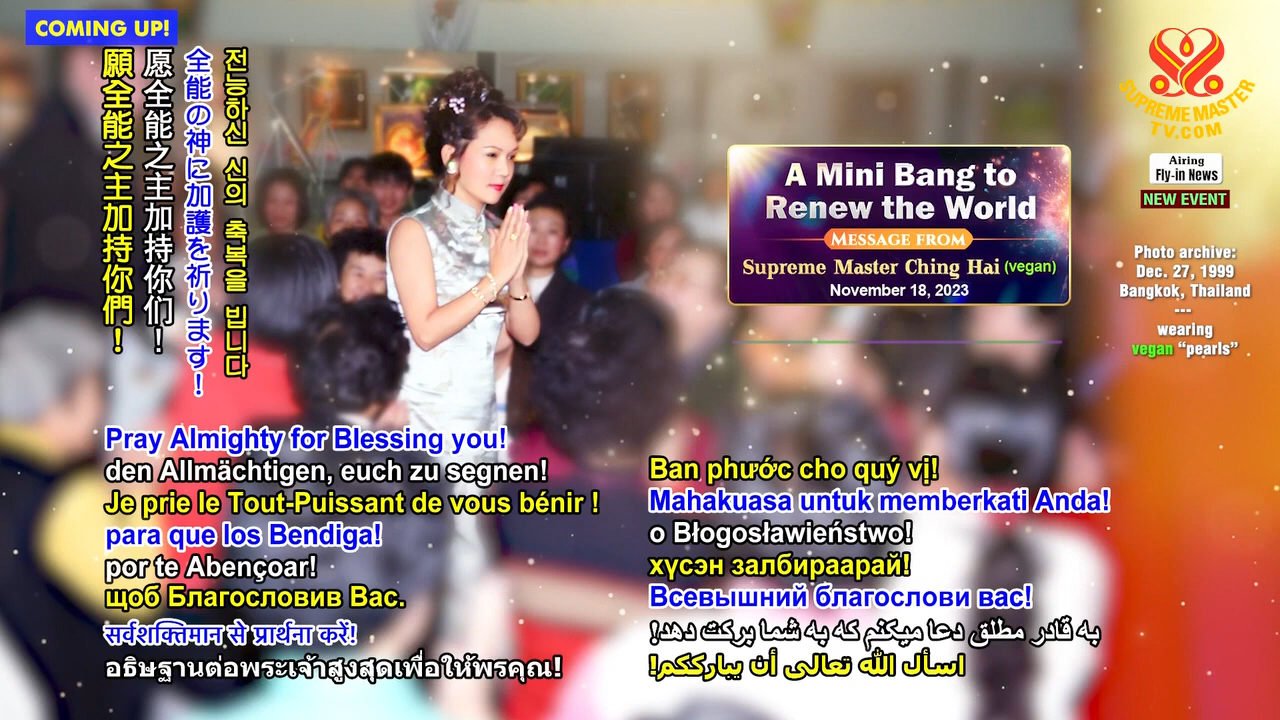 COMING UP!
願全能之主加持你們！
愿全能之主加持你们！
全能の神に加護を祈ります！
전능하신 신의 축복을 빕니다
SUPREME MASTER
TV.COM
Airing
Fly-in News
NEW EVENT
A Mini Bang to
Renew the World
MESSAGE FROM
Supreme Master Ching Hai (vegan)
November 18, 2023
Photo archive:
Dec. 27, 1999
Bangkok, Thailand
---
wearing
vegan “pearls”
Pray Almighty for Blessing you!
den Allmächtigen, euch zu segnen!
Je prie le Tout-Puissant de vous bénir !
para que los Bendiga!
por te Abençoar!
щоб Благословив Вас.
सर्वशक्तिमान से प्रार्थना करें!
อธิษฐานต่อพระเจ้าสูงสุดเพื่อให้พรคุณ!
Ban phước cho quý vị!
Mahakuasa untuk memberkati Anda!
o Błogosławieństwo!
хүсэн залбираарай!
Всевышний благослови вас!
به قادر مطلق دعا میکنم که به شما برکت دهد!
اسأل الله تعالى أن يبارككم!